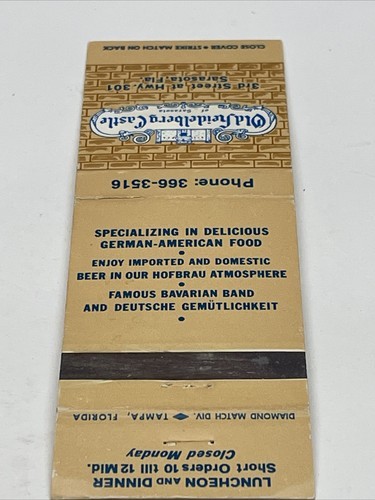 CLOSE COVER ★ STRIKE MATCH ON BACK
3rd Street at Hwy. 301
Sarasota, Fla.
Old Heidelberg Castle
of Sarasota
Phone: 366-3516
SPECIALIZING IN DELICIOUS
GERMAN-AMERICAN FOOD
•
ENJOY IMPORTED AND DOMESTIC
BEER IN OUR HOFBRAU ATMOSPHERE
•
FAMOUS BAVARIAN BAND
AND DEUTSCHE GEMÜTLICHKEIT
•
DIAMOND MATCH DIV. TAMPA, FLORIDA
LUNCHEON AND DINNER
Short Orders 10 till 12 Mid.
Closed Monday